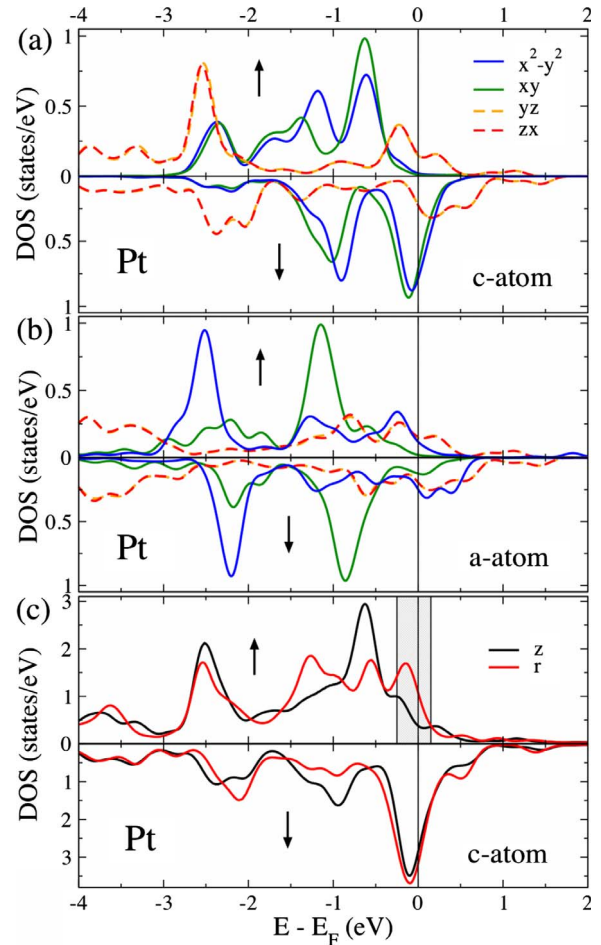 -4 -3 -2 -1 0 1 2
(a)
1
0.5
0
0.5
1
DOS (states/eV)
x²-y²
xy
yz
zx
Pt
c-atom
(b)
1
0.5
0
0.5
1
DOS (states/eV)
Pt
a-atom
(c)
3
2
1
0
1
2
3
DOS (states/eV)
z
r
Pt
c-atom
-4 -3 -2 -1 0 1 2
E - E_F (eV)